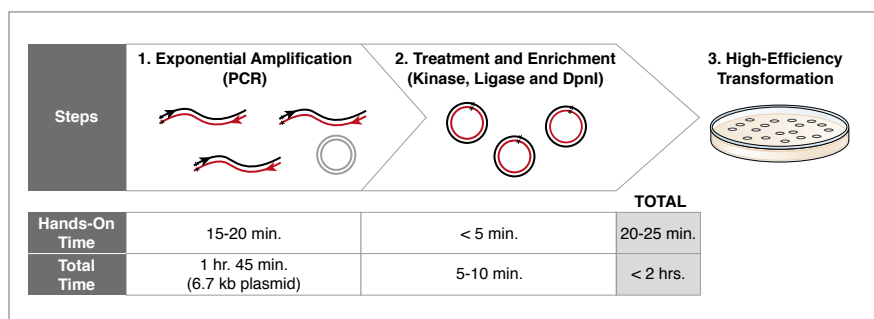 Steps
1. Exponential Amplification
(PCR)
2. Treatment and Enrichment
(Kinase, Ligase and DpnI)
3. High-Efficiency
Transformation
TOTAL
Hands-On
Time
15-20 min.
< 5 min.
20-25 min.
Total
Time
1 hr. 45 min.
(6.7 kb plasmid)
5-10 min.
< 2 hrs.